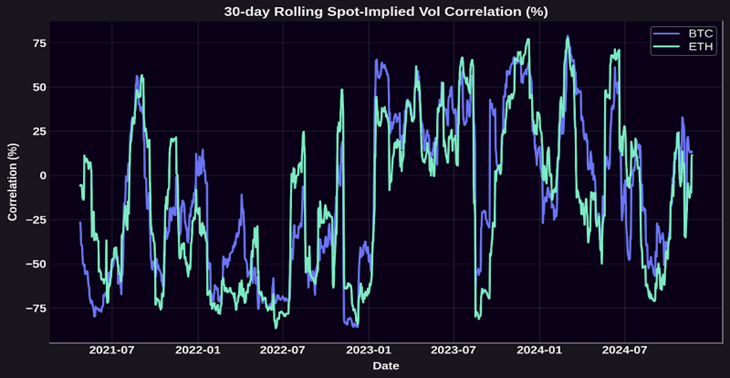 30-day Rolling Spot-Implied Vol Correlation (%)
BTC
ETH
Correlation (%)
75
50
25
0
−25
−50
−75
2021-07
2022-01
2022-07
2023-01
2023-07
2024-01
2024-07
Date